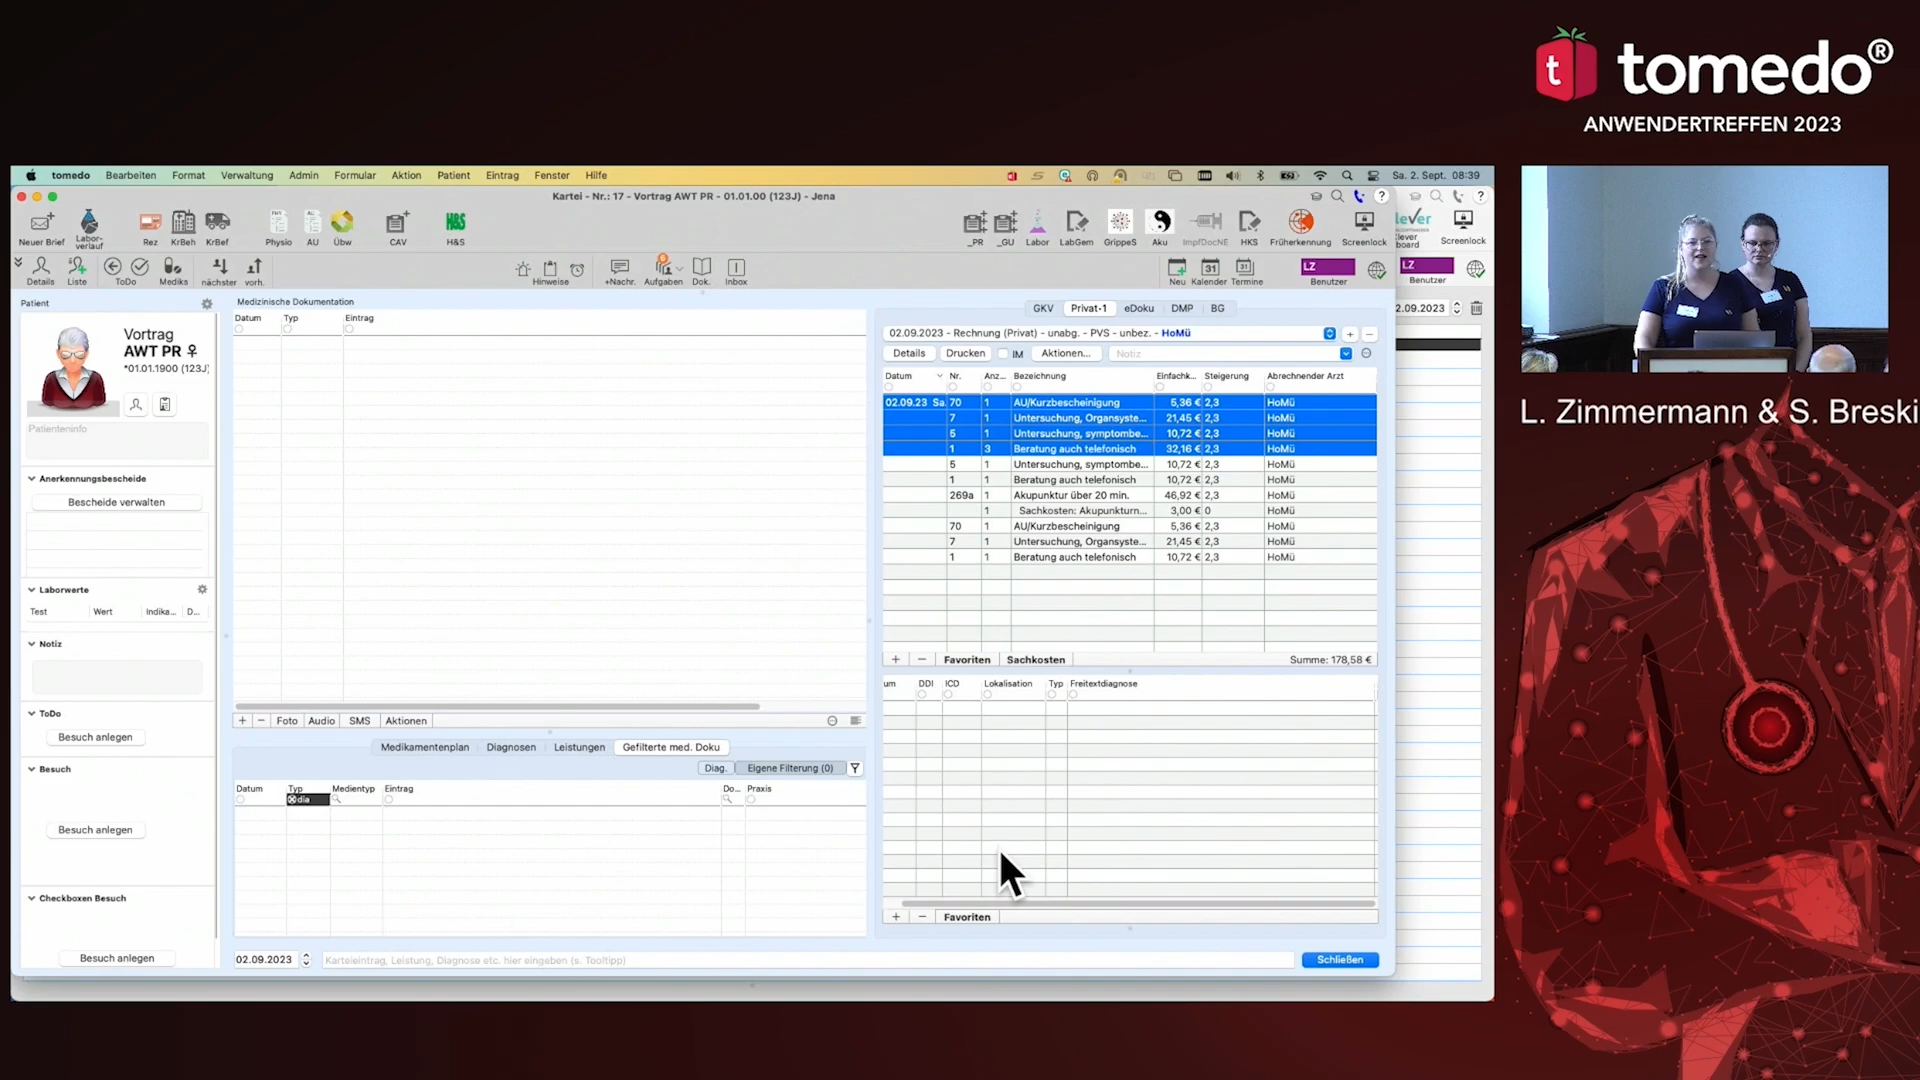 tomedo®
ANWENDERTREFFEN 2023
L. Zimmermann & S. Breski
tomedo Bearbeiten Format Verwaltung Admin Formular Aktion Patient Eintrag Fenster Hilfe
Sa. 2. Sept. 08:39
Kartei - Nr.: 17 - Vortrag AWT PR - 01.01.00 (123J) - Jena
Neuer Brief Labor-verlauf Rez KrBeh KrBef Physio AU Übw CAV H&S
_PR _GU Labor LabGem GrippeS Aku ImpfDocNE HKS Früherkennung Screenlock Screenlock
Details Liste ToDo Mediks nächster vorh. Hinweise +Nachr. Aufgaben Dok. Inbox Neu Kalender Termine LZ Benutzer LZ Benutzer
Patient
Vortrag
AWT PR
*01.01.1900 (123J)
Patienteninfo
Anerkennungsbescheide
Bescheide verwalten
Laborwerte
Test Wert Indika... D...
Notiz
ToDo
Besuch anlegen
Besuch
Besuch anlegen
Checkboxen Besuch
Besuch anlegen
Medizinische Dokumentation
Datum Typ Eintrag
+ − Foto Audio SMS Aktionen
Medikamentenplan Diagnosen Leistungen Gefilterte med. Doku
Diag. Eigene Filterung (0)
Datum Typ Medientyp Eintrag Do... Praxis
dia
02.09.2023 Karteieintrag, Leistung, Diagnose etc. hier eingeben (s. Tooltipp)
Schließen
GKV Privat-1 eDoku DMP BG
02.09.2023 - Rechnung (Privat) - unabg. - PVS - unbez. - HoMü
Details Drucken IM Aktionen... Notiz
Datum Nr. Anz... Bezeichnung Einfachk... Steigerung Abrechnender Arzt
02.09.23 Sa. 70 1 AU/Kurzbescheinigung 5,36 € 2,3 HoMü
7 1 Untersuchung, Organsyste... 21,45 € 2,3 HoMü
5 1 Untersuchung, symptombe... 10,72 € 2,3 HoMü
1 3 Beratung auch telefonisch 32,16 € 2,3 HoMü
5 1 Untersuchung, symptombe... 10,72 € 2,3 HoMü
1 1 Beratung auch telefonisch 10,72 € 2,3 HoMü
269a 1 Akupunktur über 20 min. 46,92 € 2,3 HoMü
1 Sachkosten: Akupunkturn... 3,00 € 0 HoMü
70 1 AU/Kurzbescheinigung 5,36 € 2,3 HoMü
7 1 Untersuchung, Organsyste... 21,45 € 2,3 HoMü
1 1 Beratung auch telefonisch 10,72 € 2,3 HoMü
+ − Favoriten Sachkosten Summe: 178,58 €
um DDI ICD Lokalisation Typ Freitextdiagnose
+ − Favoriten
2.09.2023